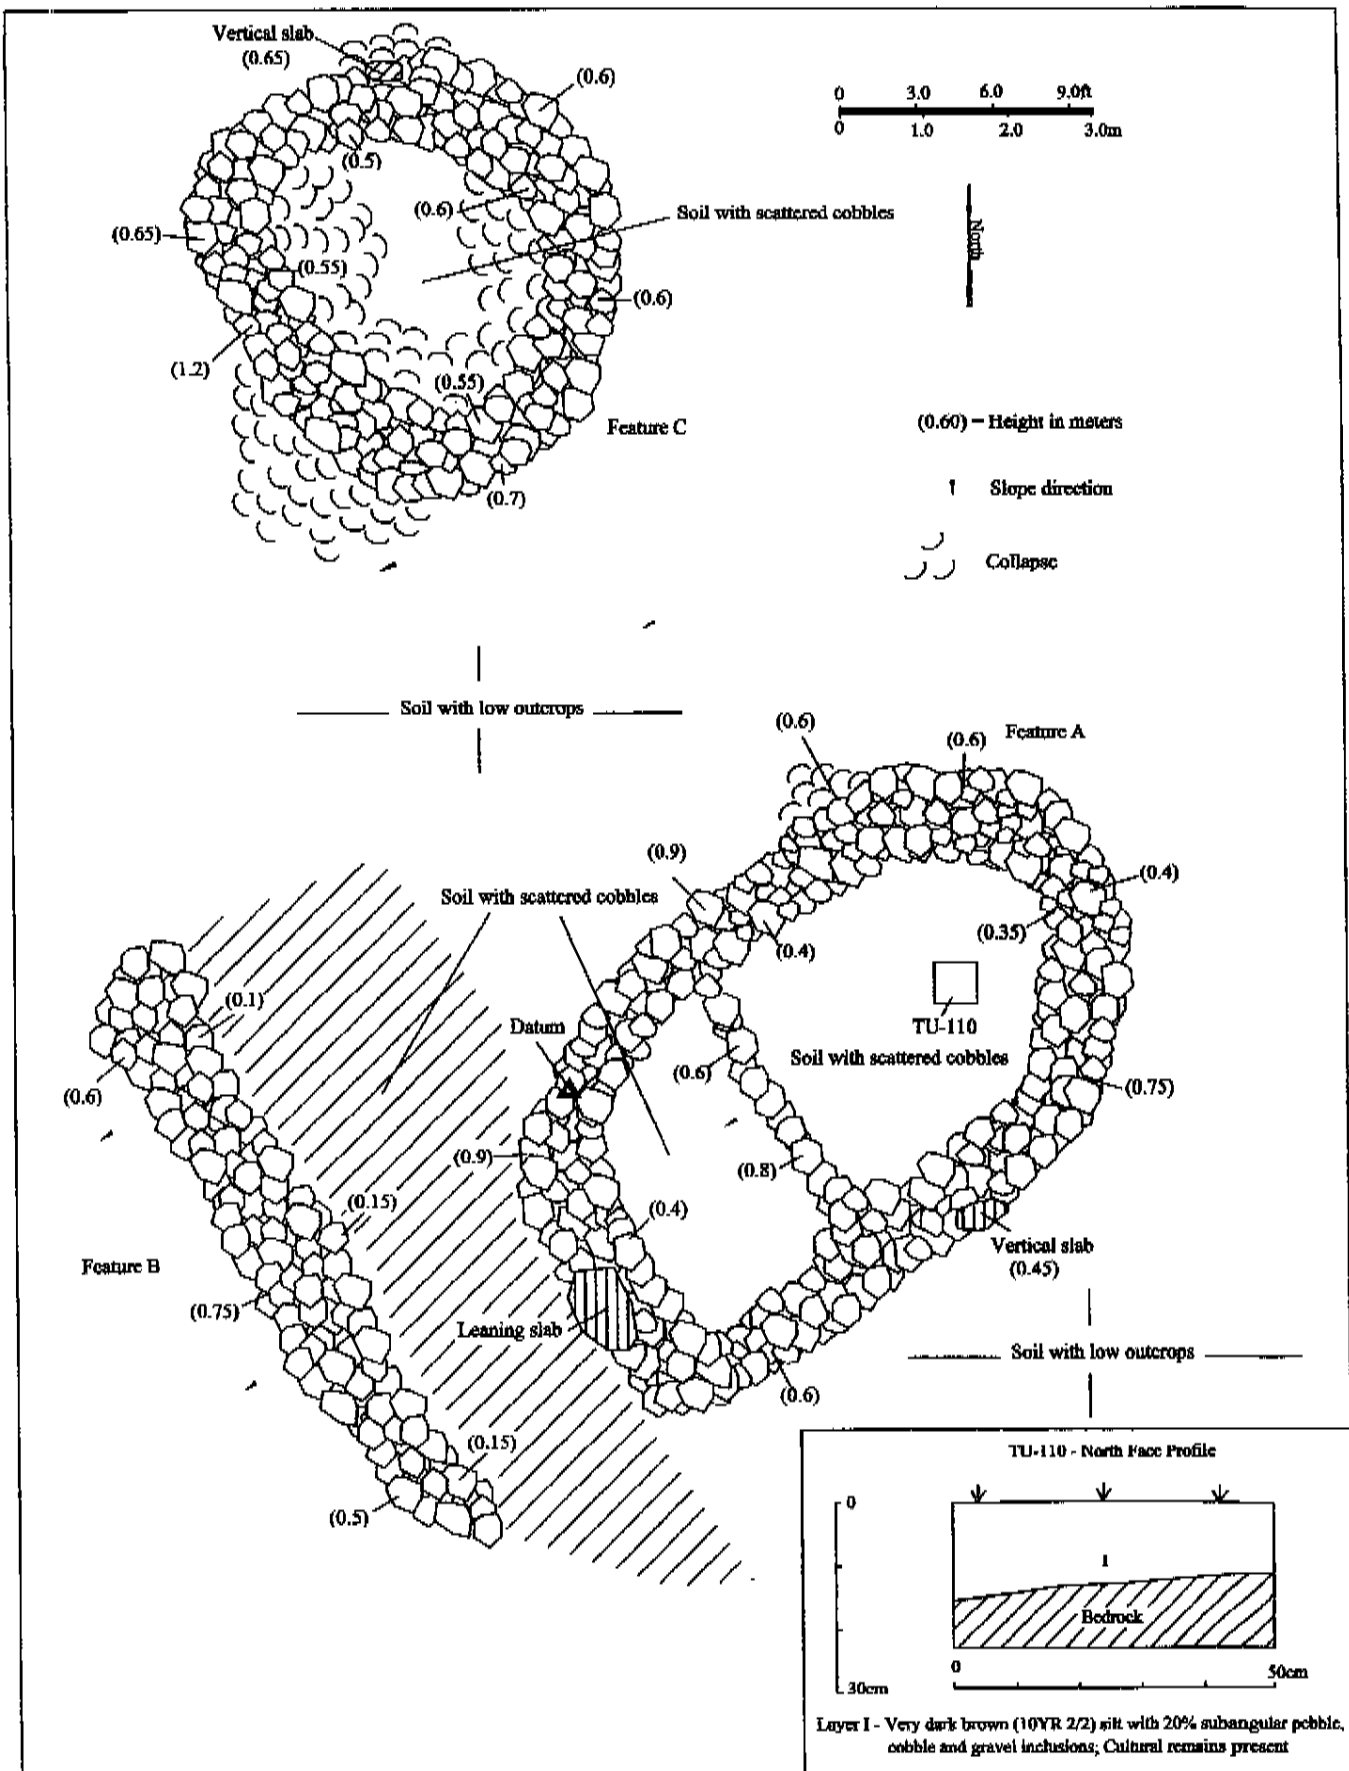 Vertical slab
(0.65)
(0.6)
0 3.0 6.0 9.0ft
0 1.0 2.0 3.0m
(0.5)
(0.6)
Soil with scattered cobbles
North
(0.65)
(0.55)
(0.6)
(1.2)
(0.55)
Feature C
(0.60) - Height in meters
(0.7)
Slope direction
Collapse
Soil with low outcrops
(0.6)
(0.6)
Feature A
(0.9)
(0.4)
Soil with scattered cobbles
(0.35)
(0.4)
(0.1)
Datum
TU-110
Soil with scattered cobbles
(0.6)
(0.6)
(0.75)
(0.9)
(0.8)
(0.15)
(0.4)
Vertical slab
(0.45)
Feature B
(0.75)
Leaning slab
Soil with low outcrops
(0.6)
(0.15)
(0.5)
TU-110 - North Face Profile
0
I
Bedrock
0 50cm
30cm
Layer I - Very dark brown (10YR 2/2) silt with 20% subangular pebble,
cobble and gravel inclusions; Cultural remains present